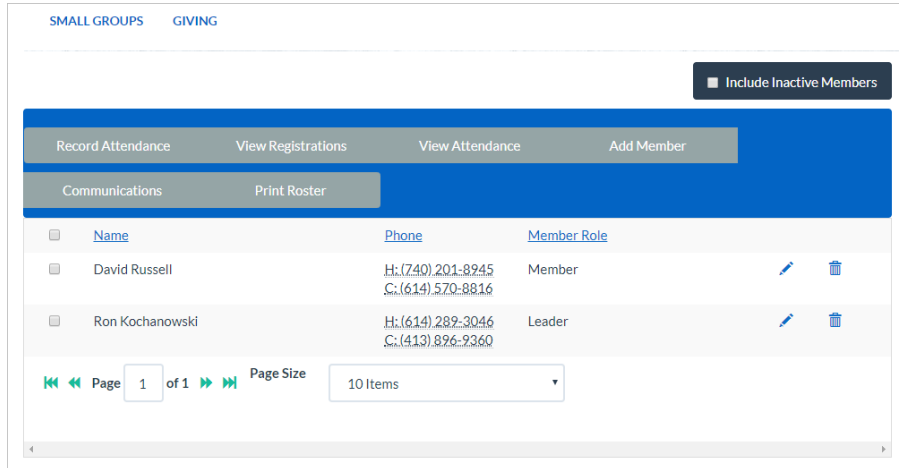 SMALL GROUPS GIVING
Include Inactive Members
Record Attendance View Registrations View Attendance Add Member
Communications Print Roster
Name Phone Member Role
David Russell H: (740) 201-8945 Member
C: (614) 570-8816
Ron Kochanowski H: (614) 289-3046 Leader
C: (413) 896-9360
Page 1 of 1 Page Size 10 Items